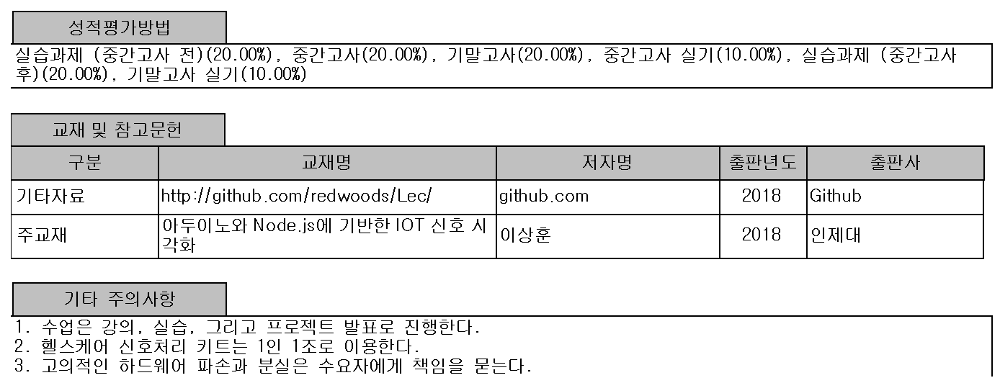 성적평가방법
실습과제 (중간고사 전)(20.00%), 중간고사(20.00%), 기말고사(20.00%), 중간고사 실기(10.00%), 실습과제 (중간고사
후)(20.00%), 기말고사 실기(10.00%)
교재 및 참고문헌
구분 교재명 저자명 출판년도 출판사
기타자료 http://github.com/redwoods/Lec/ github.com 2018 Github
주교재 아두이노와 Node.js에 기반한 IOT 신호 시
각화 이상훈 2018 인제대
기타 주의사항
1. 수업은 강의, 실습, 그리고 프로젝트 발표로 진행한다.
2. 헬스케어 신호처리 키트는 1인 1조로 이용한다.
3. 고의적인 하드웨어 파손과 분실은 수요자에게 책임을 묻는다.